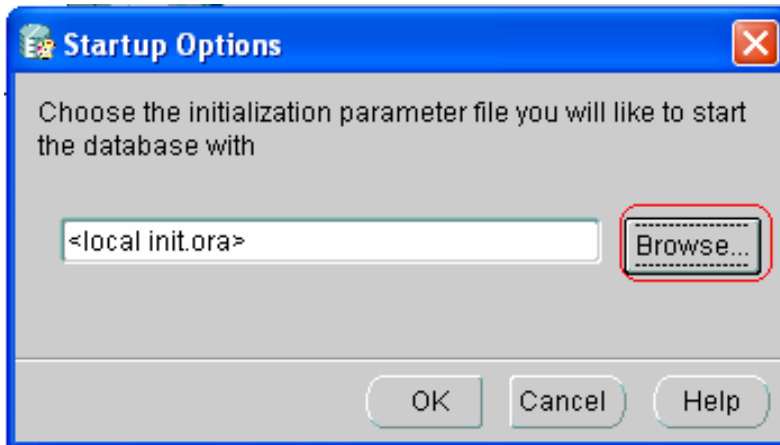 Startup Options
Choose the initialization parameter file you will like to start
the database with
<local init.ora>
Browse...
OK
Cancel
Help